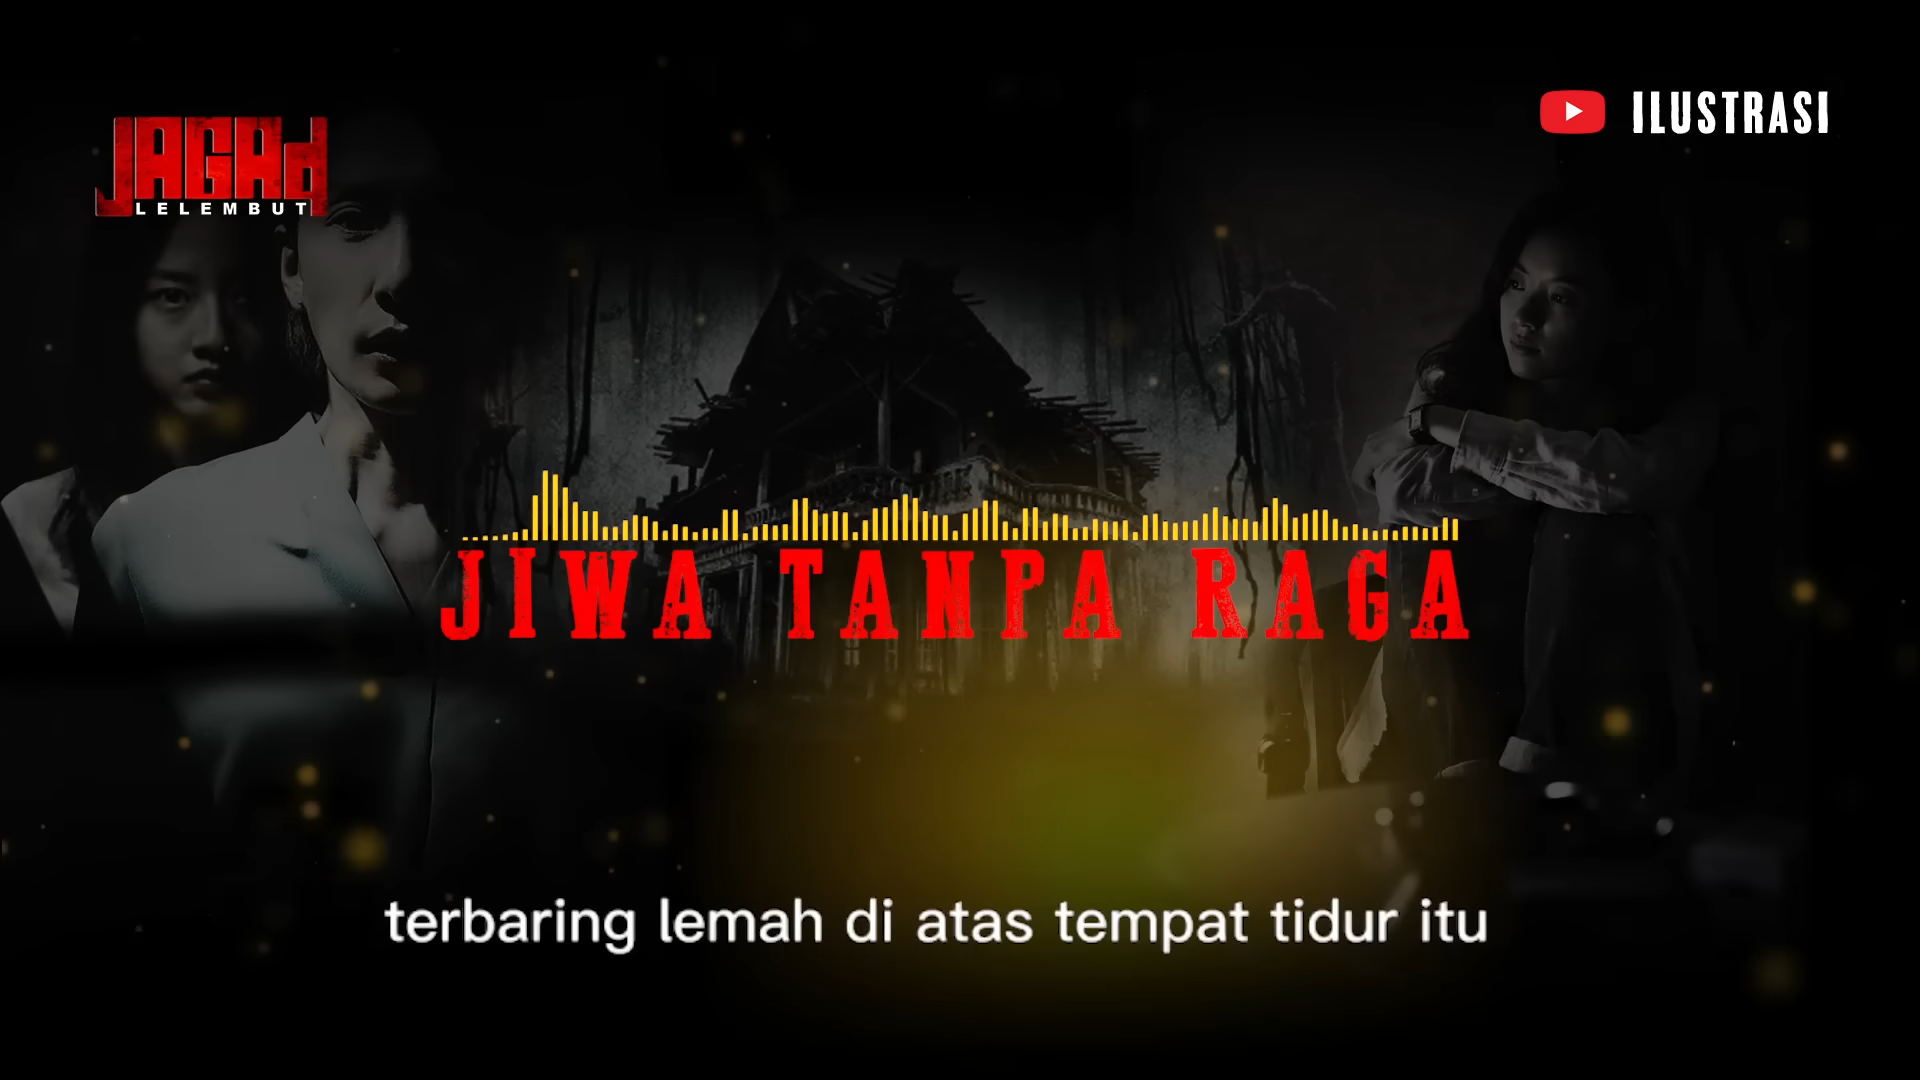 JAGAd
LELEMBUT
ILUSTRASI
JIWA TANPA RAGA
terbaring lemah di atas tempat tidur itu